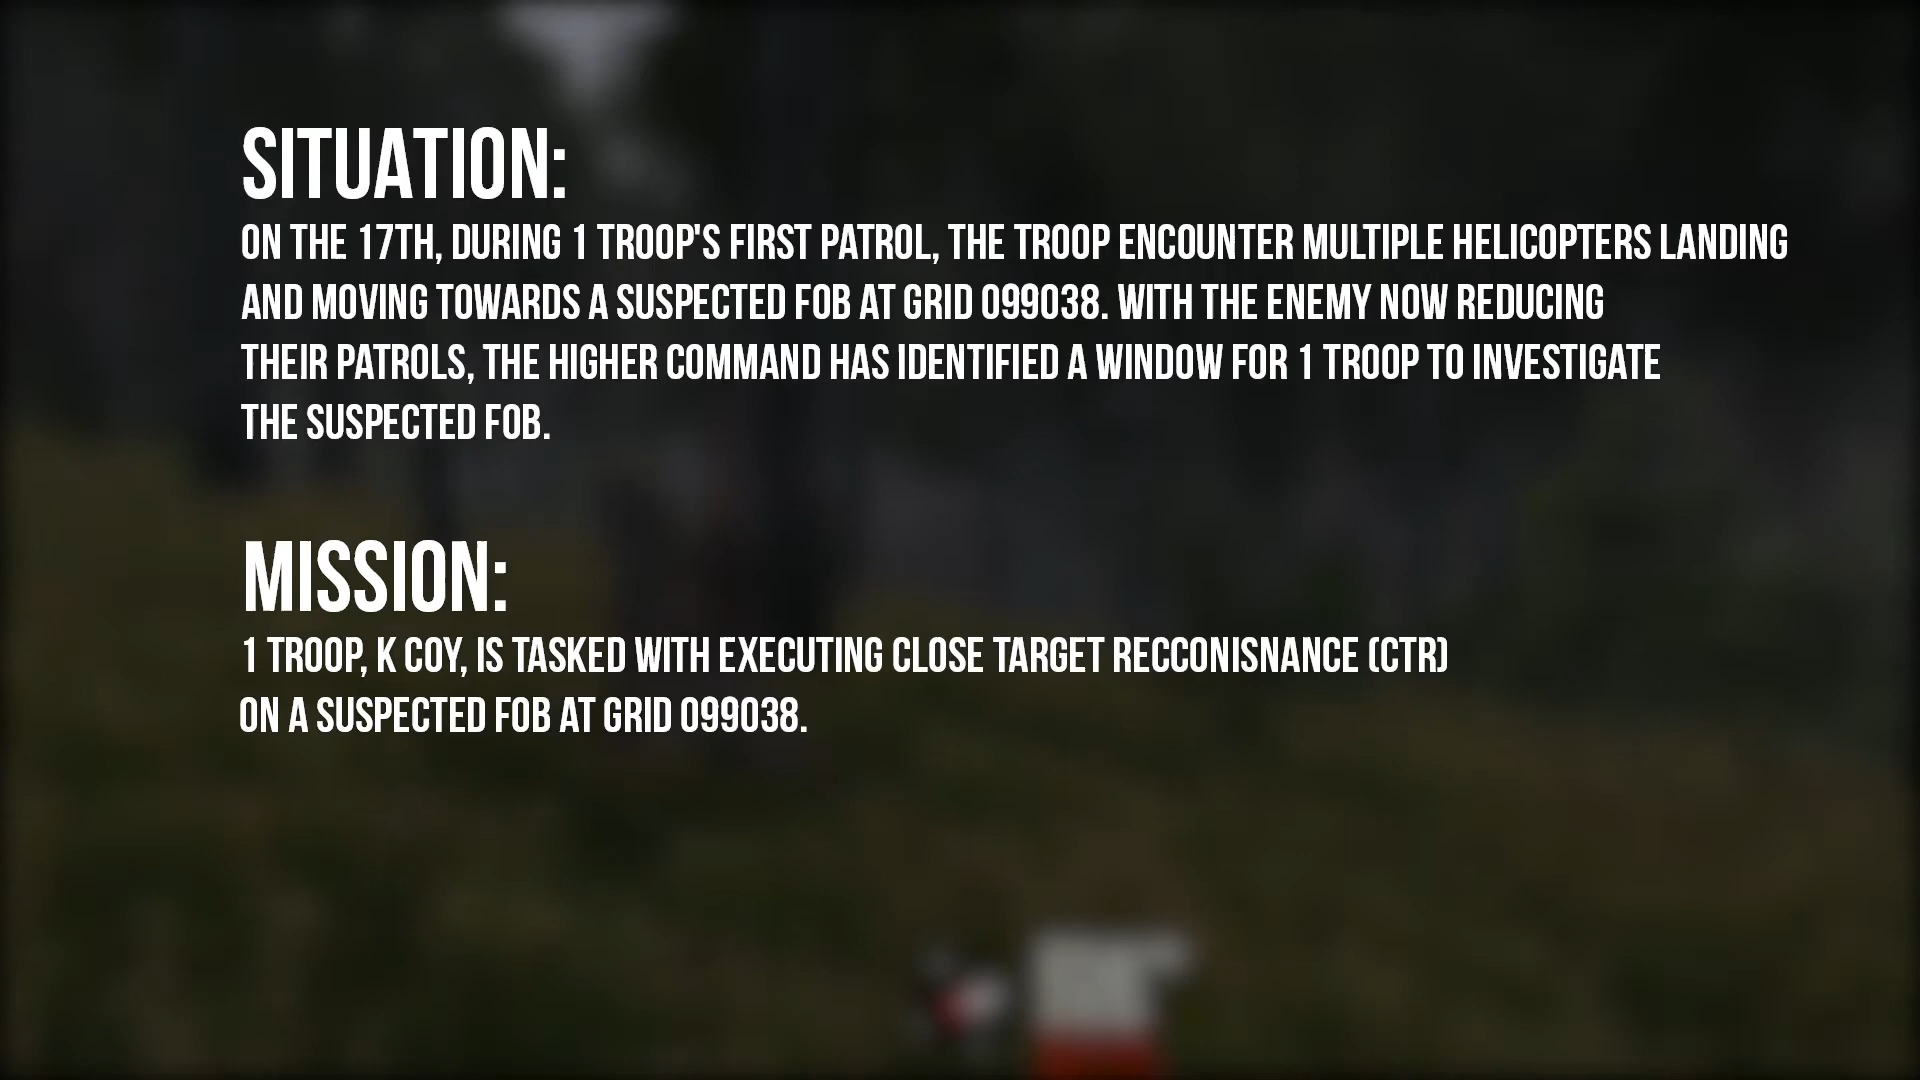 SITUATION:
ON THE 17TH, DURING 1 TROOP'S FIRST PATROL, THE TROOP ENCOUNTER MULTIPLE HELICOPTERS LANDING
AND MOVING TOWARDS A SUSPECTED FOB AT GRID 099038. WITH THE ENEMY NOW REDUCING
THEIR PATROLS, THE HIGHER COMMAND HAS IDENTIFIED A WINDOW FOR 1 TROOP TO INVESTIGATE
THE SUSPECTED FOB.
MISSION:
1 TROOP, K COY, IS TASKED WITH EXECUTING CLOSE TARGET RECCONISNANCE (CTR)
ON A SUSPECTED FOB AT GRID 099038.